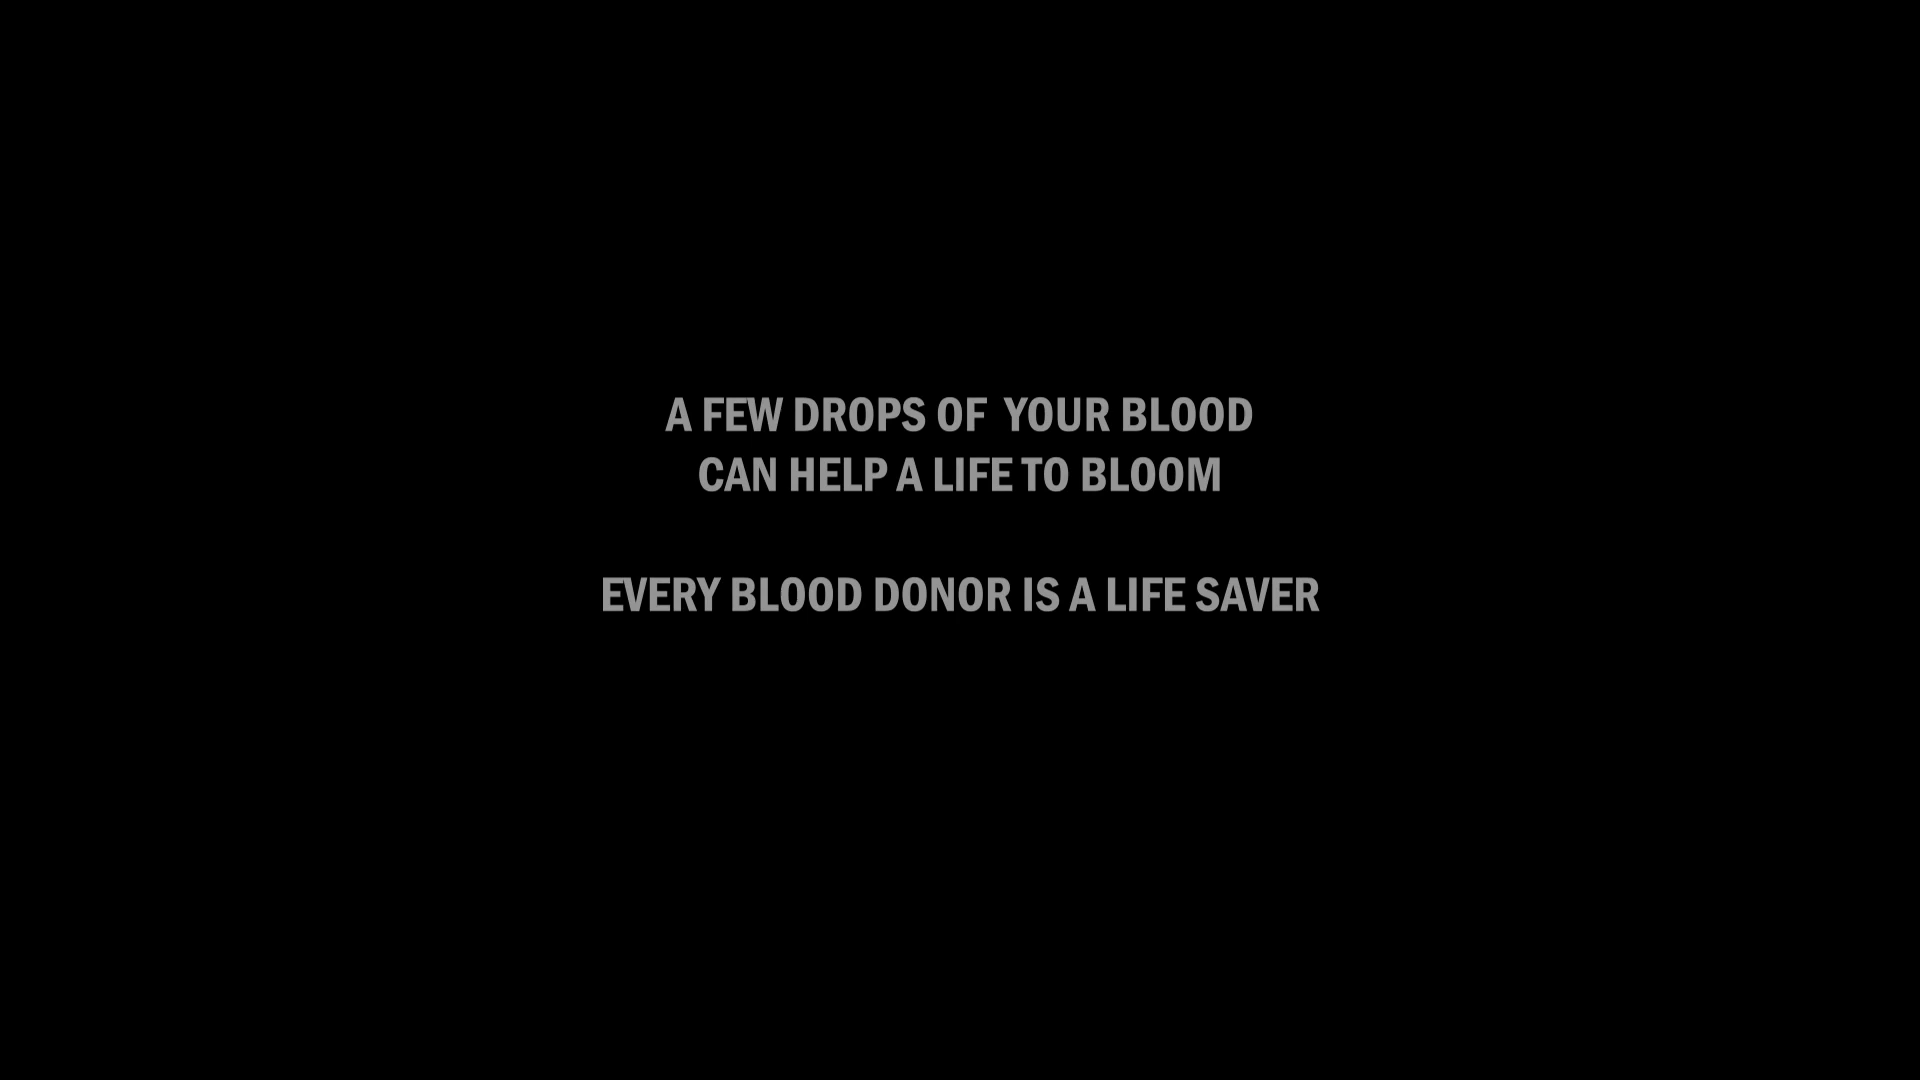 A FEW DROPS OF YOUR BLOOD
CAN HELP A LIFE TO BLOOM
EVERY BLOOD DONOR IS A LIFE SAVER